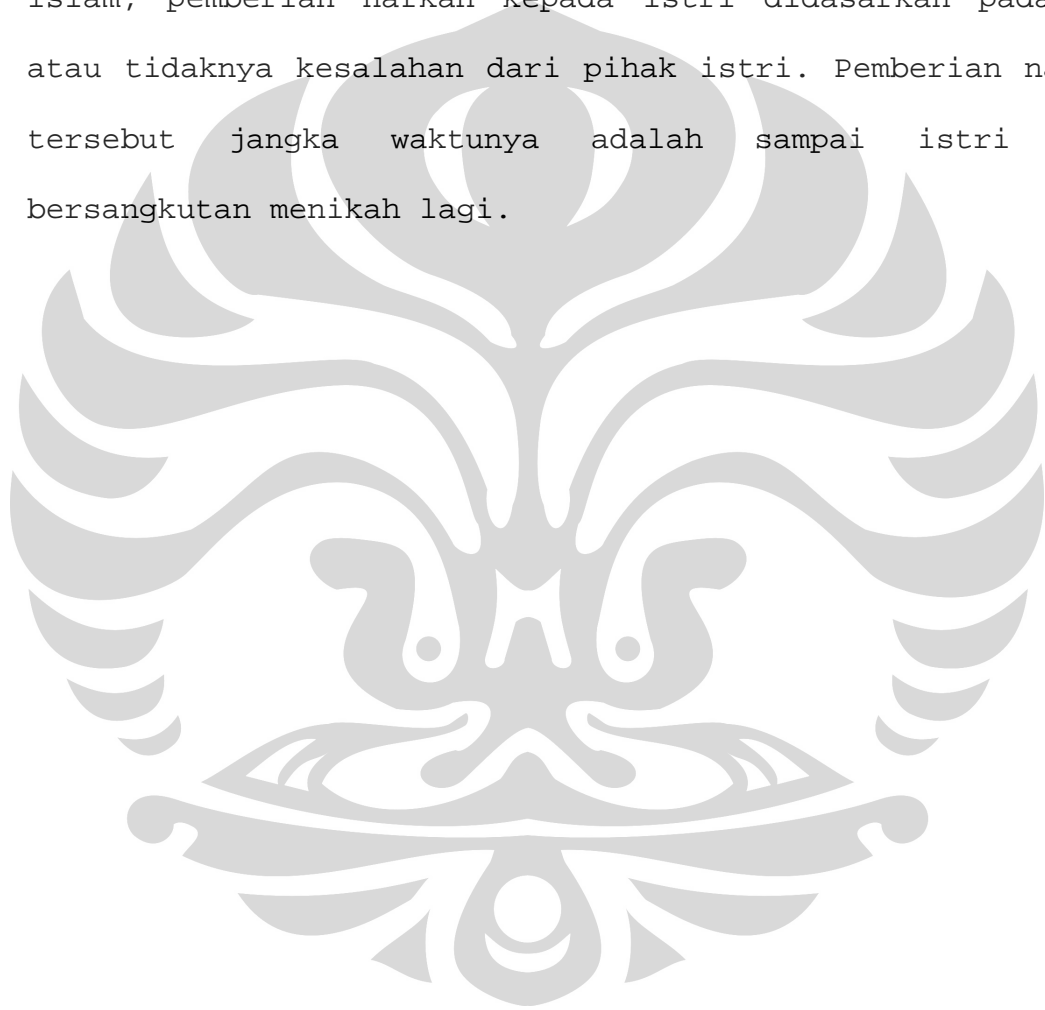 islam, pemberian nafkah kepada istri didasarkan pada
atau tidaknya kesalahan dari pihak istri. Pemberian
tersebut jangka waktunya adalah sampai istri
bersangkutan menikah lagi.